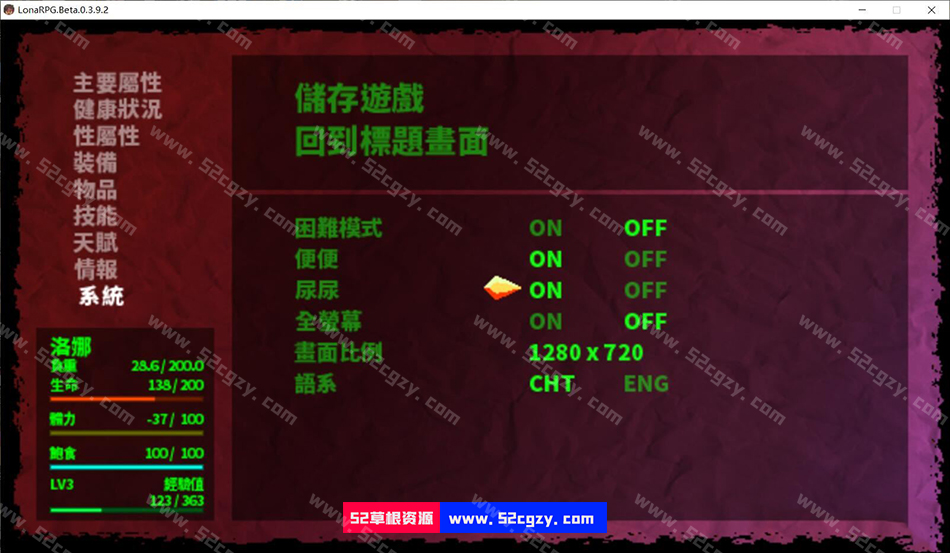 LonaRPG.Beta.0.3.9.2
主要屬性
健康狀況
性屬性
裝備
物品
技能
天賦
情報
系統
儲存遊戲
回到標題畫面
困難模式 ON OFF
便便 ON OFF
尿尿 ON OFF
全螢幕 ON OFF
畫面比例 1280 x 720
語系 CHT ENG
洛娜
負重 28.6 / 200.0
生命 138 / 200
體力 -37 / 100
飽食 100 / 100
LV3 經驗值
123 / 363
52草根资源 www.52cgzy.com
www.52cgzy.com